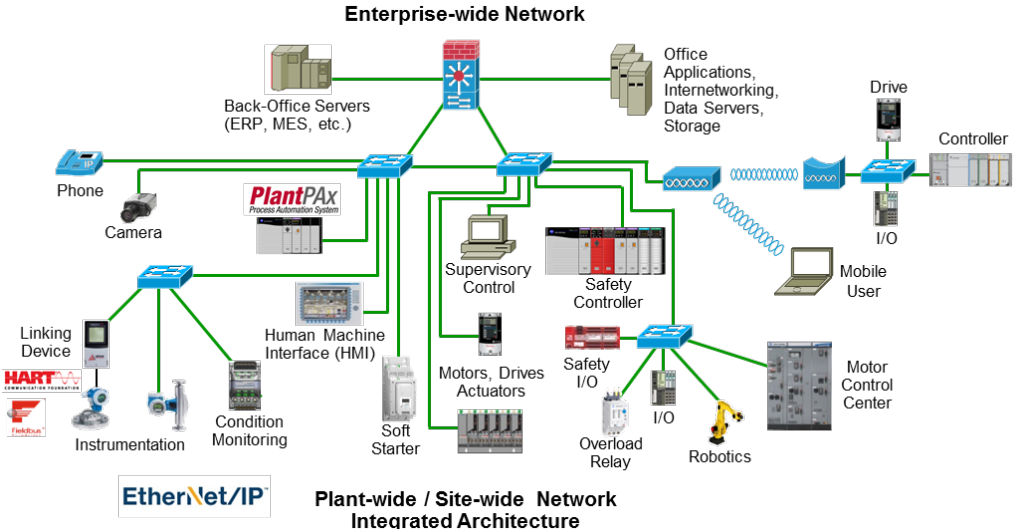 Enterprise-wide Network
Back-Office Servers
(ERP, MES, etc.)
Office
Applications,
Internetworking,
Data Servers,
Storage
Drive
Controller
IP
Phone
Camera
PlantPAx
Process Automation System
I/O
Supervisory
Control
Safety
Controller
Mobile
User
Linking
Device
Human Machine
Interface (HMI)
HART
COMMUNICATION FOUNDATION
Fieldbus
Instrumentation
Condition
Monitoring
Soft
Starter
Motors, Drives
Actuators
Safety
I/O
I/O
Overload
Relay
Robotics
Motor
Control
Center
EtherNet/IP™
Plant-wide / Site-wide Network
Integrated Architecture